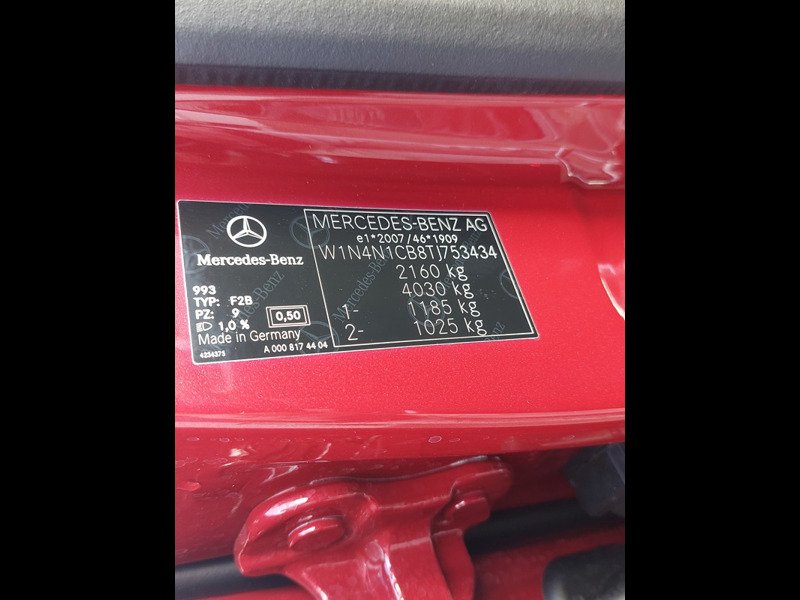 Mercedes-Benz
993
TYP: F2B
PZ: 9
1,0 %
0,50
Made in Germany
4234375
A 000 817 44 04
MERCEDES-BENZ AG
e1*2007/46*1909
W1N4N1CB8TJ753434
2160 kg
4030 kg
1- 1185 kg
2- 1025 kg